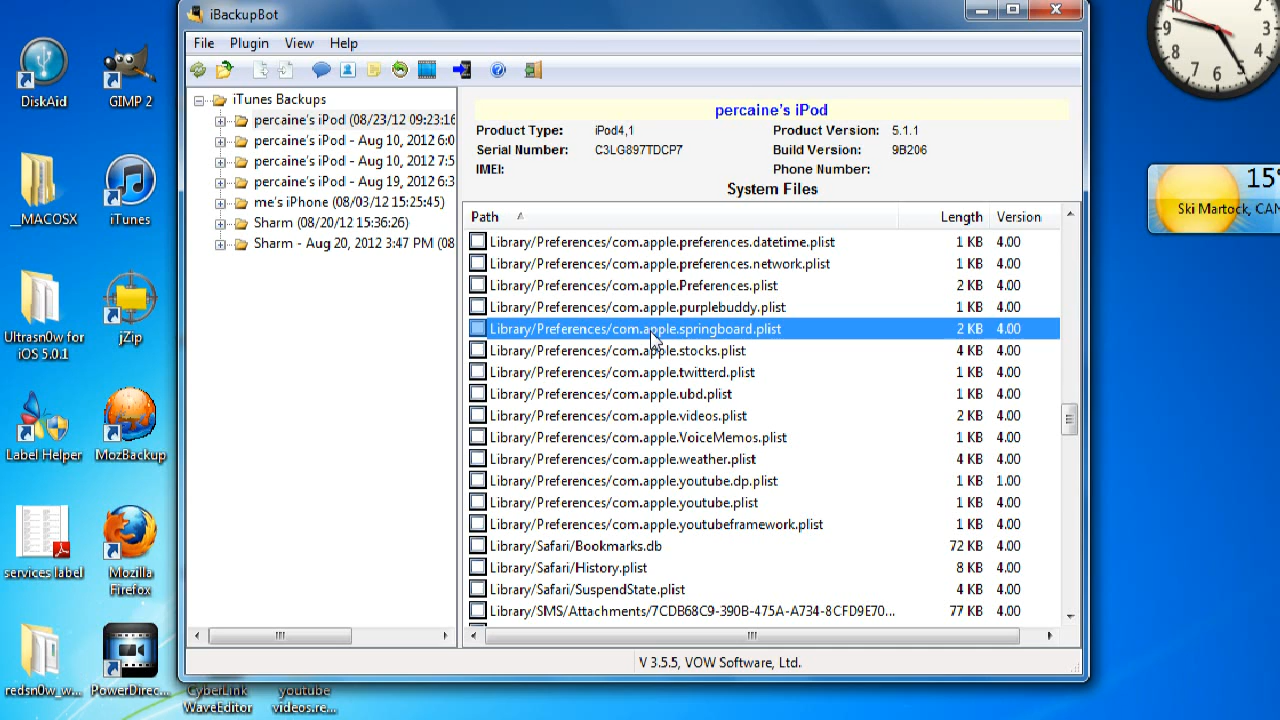 iBackupBot
File Plugin View Help
iTunes Backups
percaine's iPod (08/23/12 09:23:16
percaine's iPod - Aug 10, 2012 6:0
percaine's iPod - Aug 10, 2012 7:5
percaine's iPod - Aug 19, 2012 6:3
me's iPhone (08/03/12 15:25:45)
Sharm (08/20/12 15:36:26)
Sharm - Aug 20, 2012 3:47 PM (08
percaine's iPod
Product Type: iPod4,1 Product Version: 5.1.1
Serial Number: C3LG897TDCP7 Build Version: 9B206
IMEI: Phone Number:
System Files
Path Length Version
Library/Preferences/com.apple.preferences.datetime.plist 1 KB 4.00
Library/Preferences/com.apple.preferences.network.plist 1 KB 4.00
Library/Preferences/com.apple.Preferences.plist 2 KB 4.00
Library/Preferences/com.apple.purplebuddy.plist 1 KB 4.00
Library/Preferences/com.apple.springboard.plist 2 KB 4.00
Library/Preferences/com.apple.stocks.plist 4 KB 4.00
Library/Preferences/com.apple.twitterd.plist 1 KB 4.00
Library/Preferences/com.apple.ubd.plist 1 KB 4.00
Library/Preferences/com.apple.videos.plist 2 KB 4.00
Library/Preferences/com.apple.VoiceMemos.plist 1 KB 4.00
Library/Preferences/com.apple.weather.plist 4 KB 4.00
Library/Preferences/com.apple.youtube.dp.plist 1 KB 1.00
Library/Preferences/com.apple.youtube.plist 1 KB 4.00
Library/Preferences/com.apple.youtubeframework.plist 1 KB 4.00
Library/Safari/Bookmarks.db 72 KB 4.00
Library/Safari/History.plist 8 KB 4.00
Library/Safari/SuspendState.plist 4 KB 4.00
Library/SMS/Attachments/7CDB68C9-390B-475A-A734-8CFD9E70... 77 KB 4.00
V 3.5.5, VOW Software, Ltd.
DiskAid GIMP 2
__MACOSX iTunes
Ultrasn0w for
iOS 5.0.1
jZip
Label Helper MozBackup
services label
Mozilla
Firefox
redsn0w_w... PowerDirec...
CyberLink
WaveEditor
youtube
videos.re...
2
3
4
5
6
7
8
9
10
15°
Ski Martock, CAN